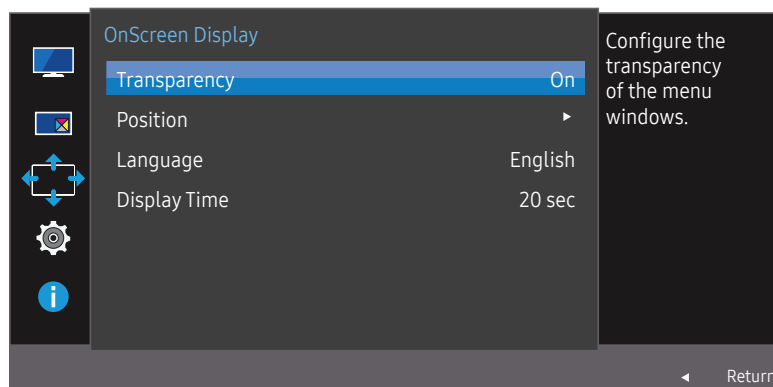 OnScreen Display
Transparency On
Position
Language English
Display Time 20 sec
Configure the
transparency
of the menu
windows.
Return